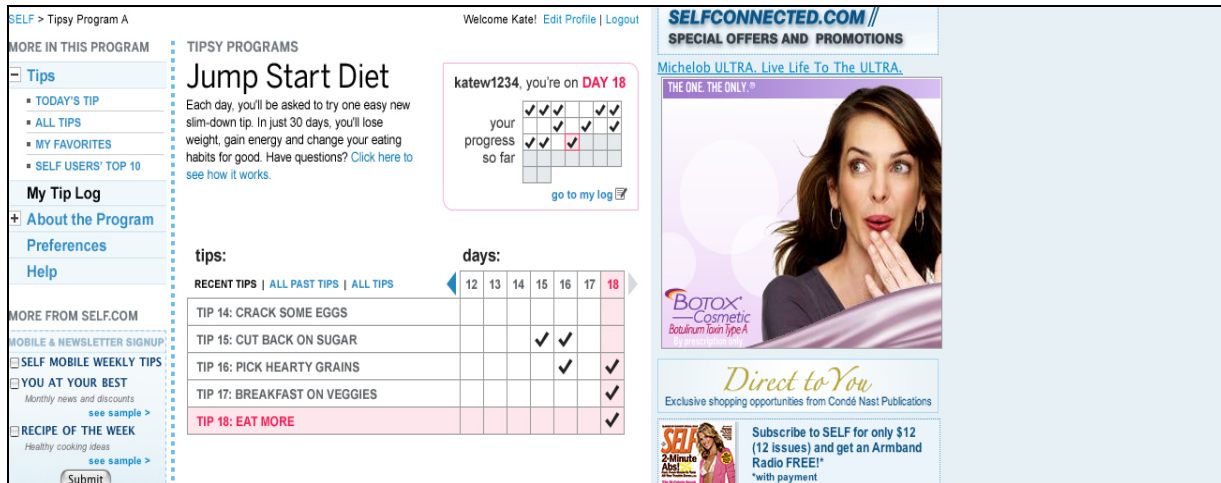 SELF > Tipsy Program A
Welcome Kate! Edit Profile | Logout
MORE IN THIS PROGRAM
Tips
TODAY'S TIP
ALL TIPS
MY FAVORITES
SELF USERS' TOP 10
My Tip Log
About the Program
Preferences
Help
MORE FROM SELF.COM
MOBILE & NEWSLETTER SIGNUP
SELF MOBILE WEEKLY TIPS
YOU AT YOUR BEST
Monthly news and discounts
see sample >
RECIPE OF THE WEEK
Healthy cooking ideas
see sample >
Submit
TIPSY PROGRAMS
Jump Start Diet
Each day, you'll be asked to try one easy new
slim-down tip. In just 30 days, you'll lose
weight, gain energy and change your eating
habits for good. Have questions? Click here to
see how it works.
katew1234, you're on DAY 18
your
progress
so far
go to my log
tips:
days:
RECENT TIPS | ALL PAST TIPS | ALL TIPS
12 13 14 15 16 17 18
TIP 14: CRACK SOME EGGS
TIP 15: CUT BACK ON SUGAR
TIP 16: PICK HEARTY GRAINS
TIP 17: BREAKFAST ON VEGGIES
TIP 18: EAT MORE
SELFCONNECTED.COM //
SPECIAL OFFERS AND PROMOTIONS
Michelob ULTRA. Live Life To The ULTRA.
THE ONE. THE ONLY.®
BOTOX®
Cosmetic
Botulinum Toxin Type A
By prescription only.
Direct to You
Exclusive shopping opportunities from Condé Nast Publications
SELF
2-Minute
Abs!
Subscribe to SELF for only $12
(12 issues) and get an Armband
Radio FREE!*
*with payment